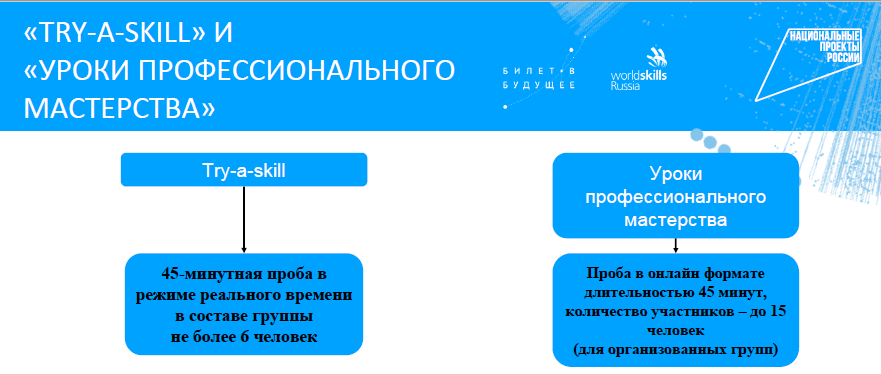 «TRY-A-SKILL» И
«УРОКИ ПРОФЕССИОНАЛЬНОГО
МАСТЕРСТВА»
БИЛЕТ В
БУДУЩЕЕ
worldskills
Russia
НАЦИОНАЛЬНЫЕ
ПРОЕКТЫ
РОССИИ
Try-a-skill
45-минутная проба в
режиме реального времени
в составе группы
не более 6 человек
Уроки
профессионального
мастерства
Проба в онлайн формате
длительностью 45 минут,
количество участников – до 15
человек
(для организованных групп)